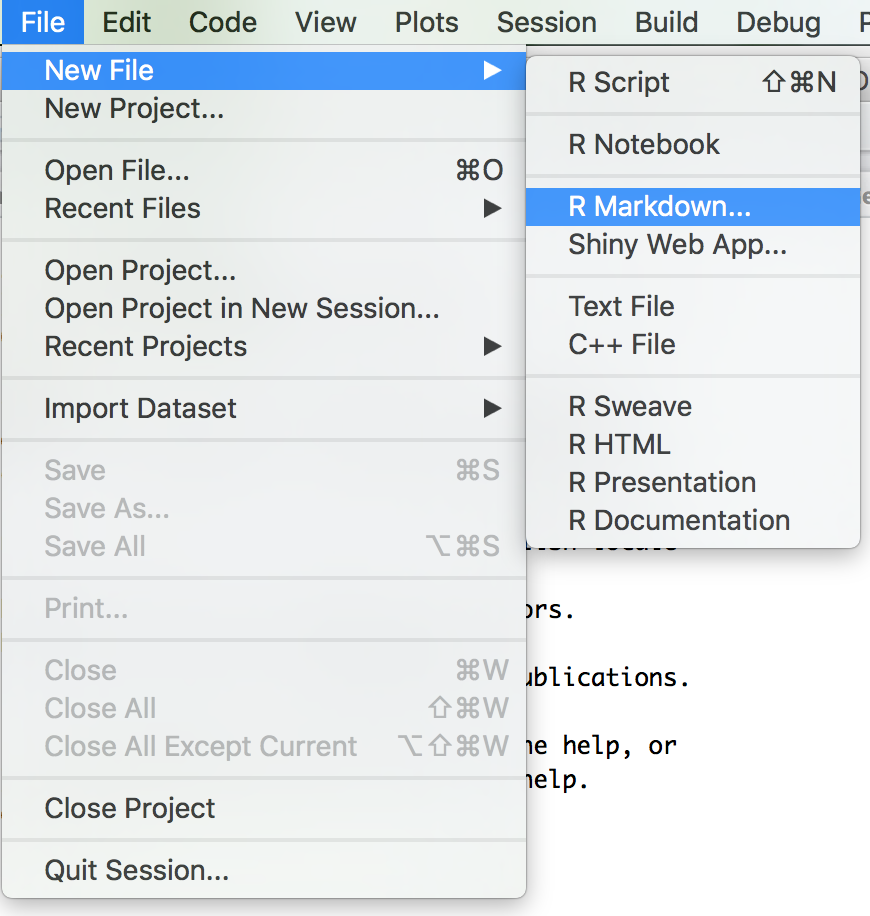 File Edit Code View Plots Session Build Debug
New File ▶
New Project...
Open File... ⌘O
Recent Files ▶
Open Project...
Open Project in New Session...
Recent Projects ▶
Import Dataset ▶
Save ⌘S
Save As...
Save All ⌥⌘S
Print...
Close ⌘W
Close All ⇧⌘W
Close All Except Current ⌥⇧⌘W
Close Project
Quit Session...
R Script ⇧⌘N
R Notebook
R Markdown...
Shiny Web App...
Text File
C++ File
R Sweave
R HTML
R Presentation
R Documentation
ors.
ublications.
ne help, or
help.